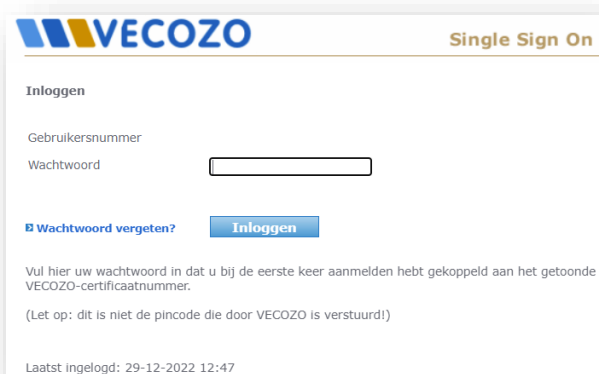 VECOZO
Single Sign On
Inloggen
Gebruikersnummer
Wachtwoord
Wachtwoord vergeten?
Inloggen
Vul hier uw wachtwoord in dat u bij de eerste keer aanmelden hebt gekoppeld aan het getoonde
VECOZO-certificaatnummer.
(Let op: dit is niet de pincode die door VECOZO is verstuurd!)
Laatst ingelogd: 29-12-2022 12:47